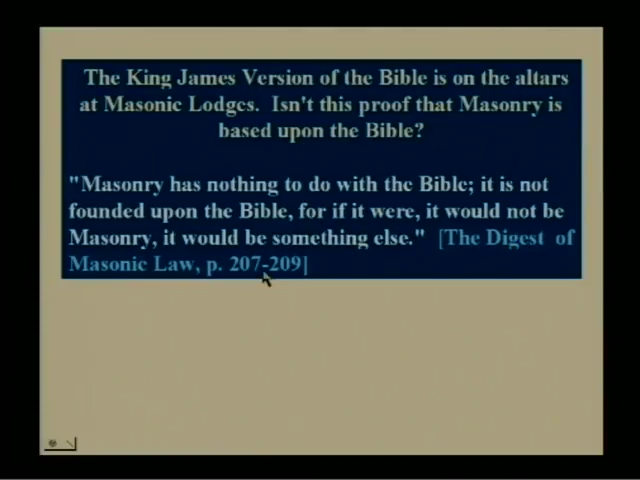 The King James Version of the Bible is on the altars
at Masonic Lodges. Isn't this proof that Masonry is
based upon the Bible?
"Masonry has nothing to do with the Bible; it is not
founded upon the Bible, for if it were, it would not be
Masonry, it would be something else." [The Digest of
Masonic Law, p. 207-209]